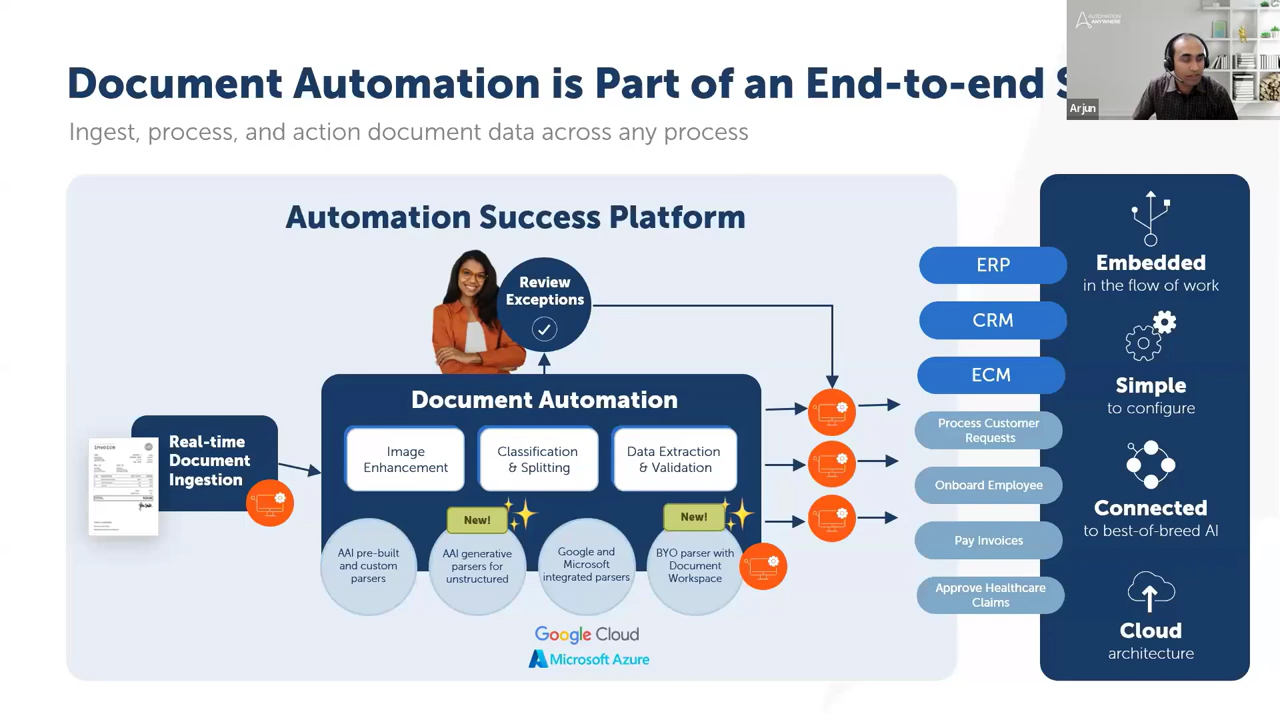 AUTOMATION
ANYWHERE
Arjun
Document Automation is Part of an End-to-end S
Ingest, process, and action document data across any process
Automation Success Platform
Review
Exceptions
Invoice
Real-time
Document
Ingestion
Document Automation
Image
Enhancement
Classification
& Splitting
Data Extraction
& Validation
New!
New!
AAI pre-built
and custom
parsers
AAI generative
parsers for
unstructured
Google and
Microsoft
integrated parsers
BYO parser with
Document
Workspace
Google Cloud
Microsoft Azure
ERP
CRM
ECM
Process Customer
Requests
Onboard Employee
Pay Invoices
Approve Healthcare
Claims
Embedded
in the flow of work
Simple
to configure
Connected
to best-of-breed AI
Cloud
architecture